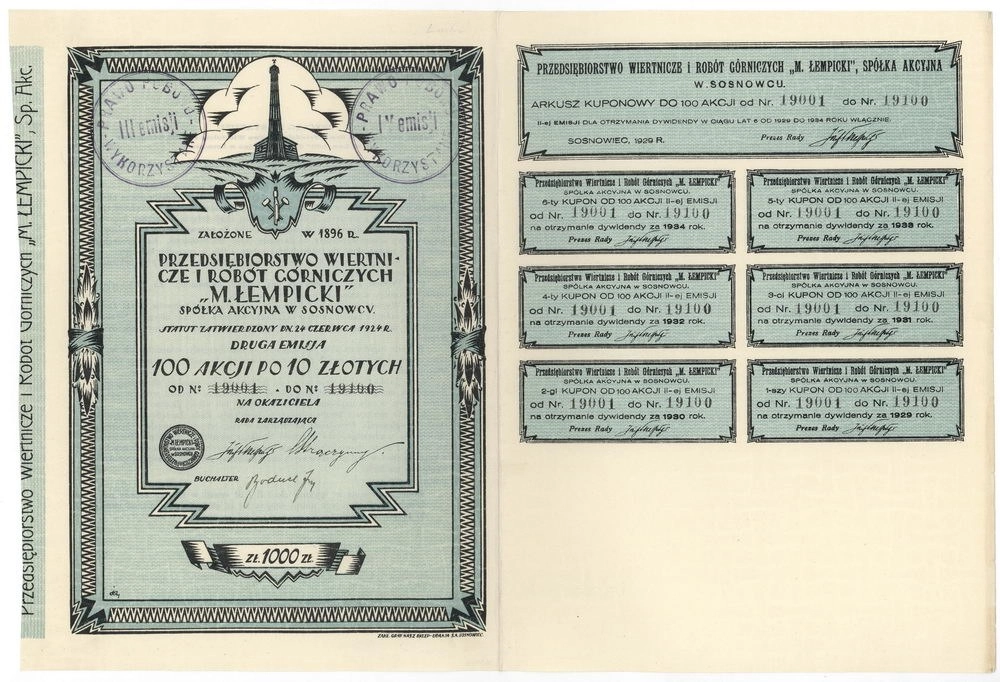 Przedsiębiorstwo Wiertnicze i Robót Górniczych „M. ŁEMPICKI”, Sp. Akc.
PRAWO POBORU
III emisji
WYKORZYSTANO
PRAWO POBORU
IV emisji
WYKORZYSTANO
ZAŁOŻONE W 1896 R.
PRZEDSIĘBIORSTWO WIERTNI-
CZE I ROBÓT GÓRNICZYCH
„M. ŁEMPICKI”
SPÓŁKA AKCYJNA W SOSNOWCU.
STATUT ZATWIERDZONY DN. 24 CZERWCA 1924 R.
DRUGA EMISJA
100 AKCJI PO 10 ZŁOTYCH
OD Nr 19001 - DO Nr 19100
NA OKAZICIELA
RADA ZARZĄDZAJĄCA
BUCHALTER
ZŁ. 1000 ZŁ
PRZEDSIĘBIORSTWO WIERTNICZE i ROBÓT GÓRNICZYCH „M. ŁEMPICKI”, SPÓŁKA AKCYJNA
W SOSNOWCU.
ARKUSZ KUPONOWY DO 100 AKCJI od Nr. 19001 do Nr. 19100
II-ej EMISJI DLA OTRZYMANIA DYWIDENDY W CIĄGU LAT 6 OD 1929 DO 1934 ROKU WŁĄCZNIE.
SOSNOWIEC, 1929 R. Prezes Rady
Przedsiębiorstwo Wiertnicze i Robót Górniczych „M. ŁEMPICKI”
SPÓŁKA AKCYJNA W SOSNOWCU.
6-ty KUPON OD 100 AKCJI II-ej EMISJI
od Nr. 19001 do Nr. 19100
na otrzymanie dywidendy za 1934 rok.
Prezes Rady
Przedsiębiorstwo Wiertnicze i Robót Górniczych „M. ŁEMPICKI”
SPÓŁKA AKCYJNA W SOSNOWCU.
5-ty KUPON OD 100 AKCJI II-ej EMISJI
od Nr. 19001 do Nr. 19100
na otrzymanie dywidendy za 1933 rok.
Prezes Rady
Przedsiębiorstwo Wiertnicze i Robót Górniczych „M. ŁEMPICKI”
SPÓŁKA AKCYJNA W SOSNOWCU.
4-ty KUPON OD 100 AKCJI II-ej EMISJI
od Nr. 19001 do Nr. 19100
na otrzymanie dywidendy za 1932 rok.
Prezes Rady
Przedsiębiorstwo Wiertnicze i Robót Górniczych „M. ŁEMPICKI”
SPÓŁKA AKCYJNA W SOSNOWCU.
3-ci KUPON OD 100 AKCJI II-ej EMISJI
od Nr. 19001 do Nr. 19100
na otrzymanie dywidendy za 1931 rok.
Prezes Rady
Przedsiębiorstwo Wiertnicze i Robót Górniczych „M. ŁEMPICKI”
SPÓŁKA AKCYJNA W SOSNOWCU.
2-gi KUPON OD 100 AKCJI II-ej EMISJI
od Nr. 19001 do Nr. 19100
na otrzymanie dywidendy za 1930 rok.
Prezes Rady
Przedsiębiorstwo Wiertnicze i Robót Górniczych „M. ŁEMPICKI”
SPÓŁKA AKCYJNA W SOSNOWCU.
1-szy KUPON OD 100 AKCJI II-ej EMISJI
od Nr. 19001 do Nr. 19100
na otrzymanie dywidendy za 1929 rok.
Prezes Rady